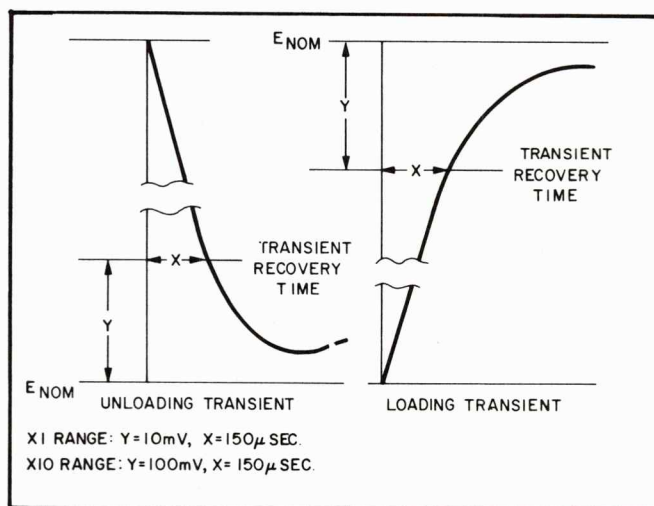 E NOM
Y
X
TRANSIENT
RECOVERY
TIME
Y
E NOM
UNLOADING TRANSIENT
X
TRANSIENT
RECOVERY
TIME
LOADING TRANSIENT
X1 RANGE: Y=10mV, X=150μ SEC.
X10 RANGE: Y=100mV, X=150μ SEC.